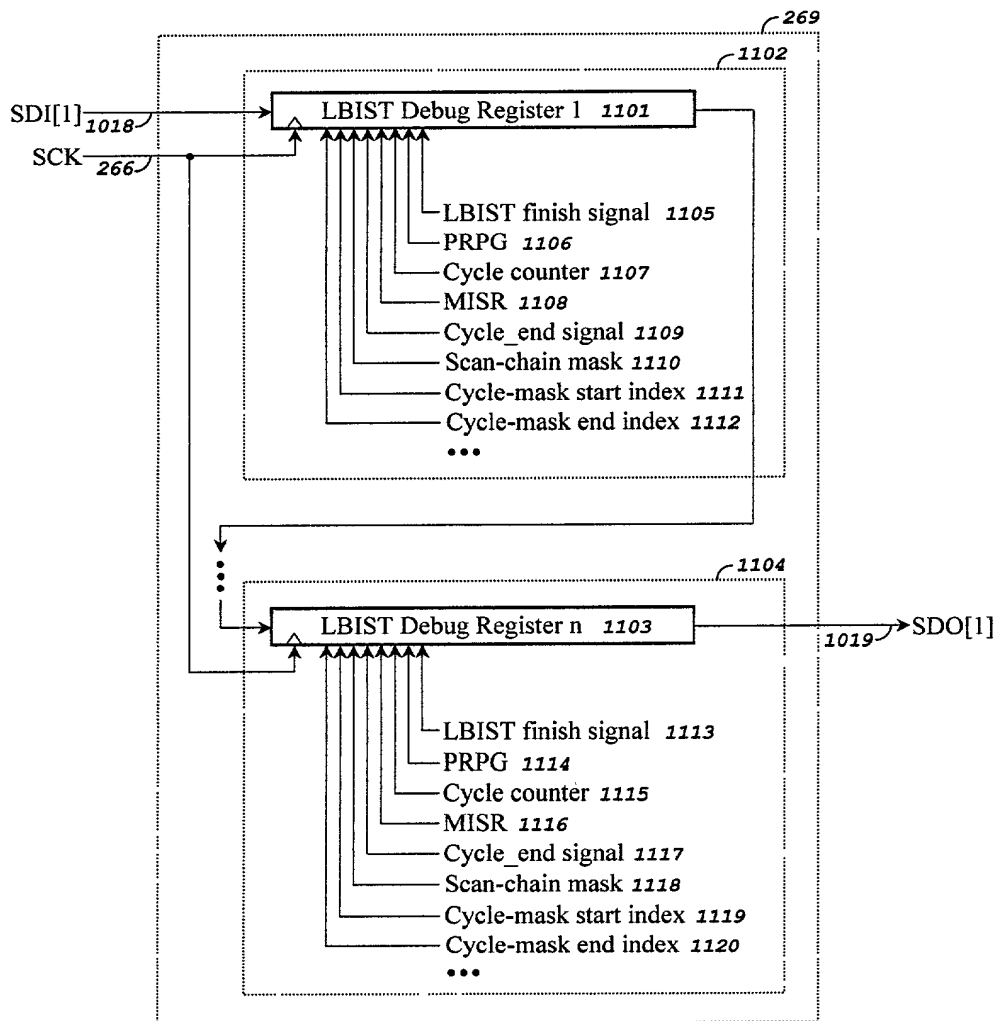 269
1102
SDI[1]
1018
LBIST Debug Register 1 1101
SCK
266
LBIST finish signal 1105
PRPG 1106
Cycle counter 1107
MISR 1108
Cycle_end signal 1109
Scan-chain mask 1110
Cycle-mask start index 1111
Cycle-mask end index 1112
•••
1104
LBIST Debug Register n 1103
1019
SDO[1]
LBIST finish signal 1113
PRPG 1114
Cycle counter 1115
MISR 1116
Cycle_end signal 1117
Scan-chain mask 1118
Cycle-mask start index 1119
Cycle-mask end index 1120
•••